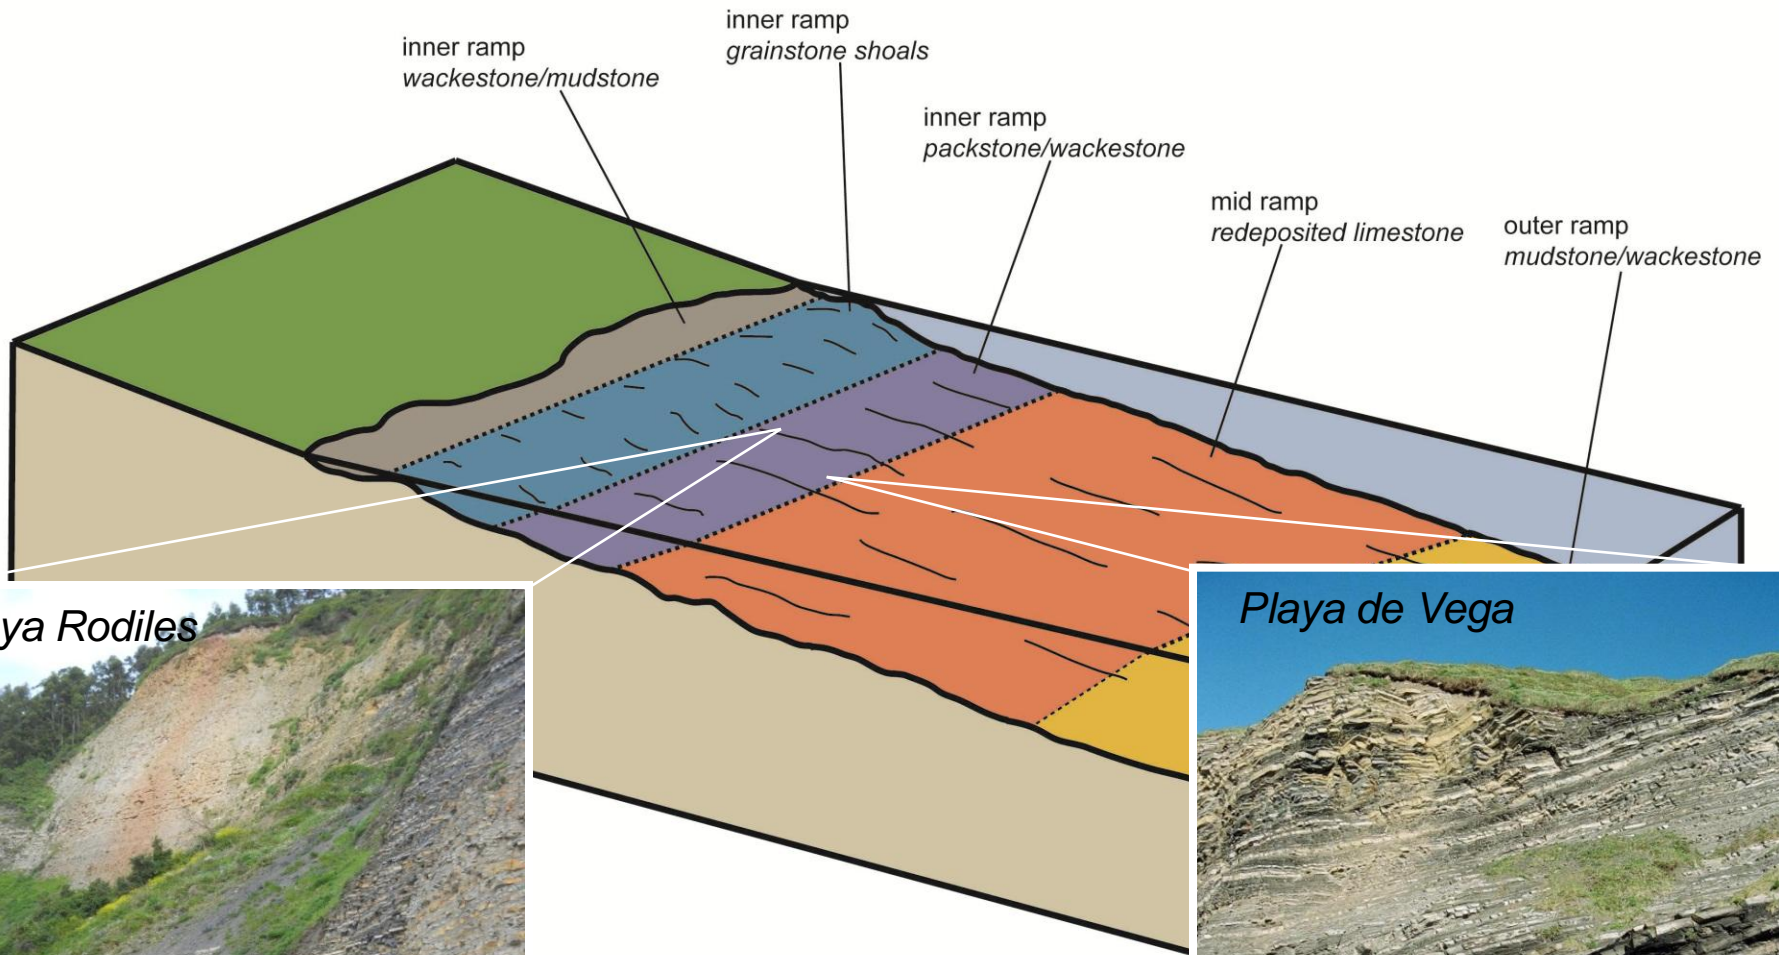 inner ramp
grainstone shoals
inner ramp
wackestone/mudstone
inner ramp
packstone/wackestone
mid ramp
redeposited limestone
outer ramp
mudstone/wackestone
ya Rodiles
Playa de Vega